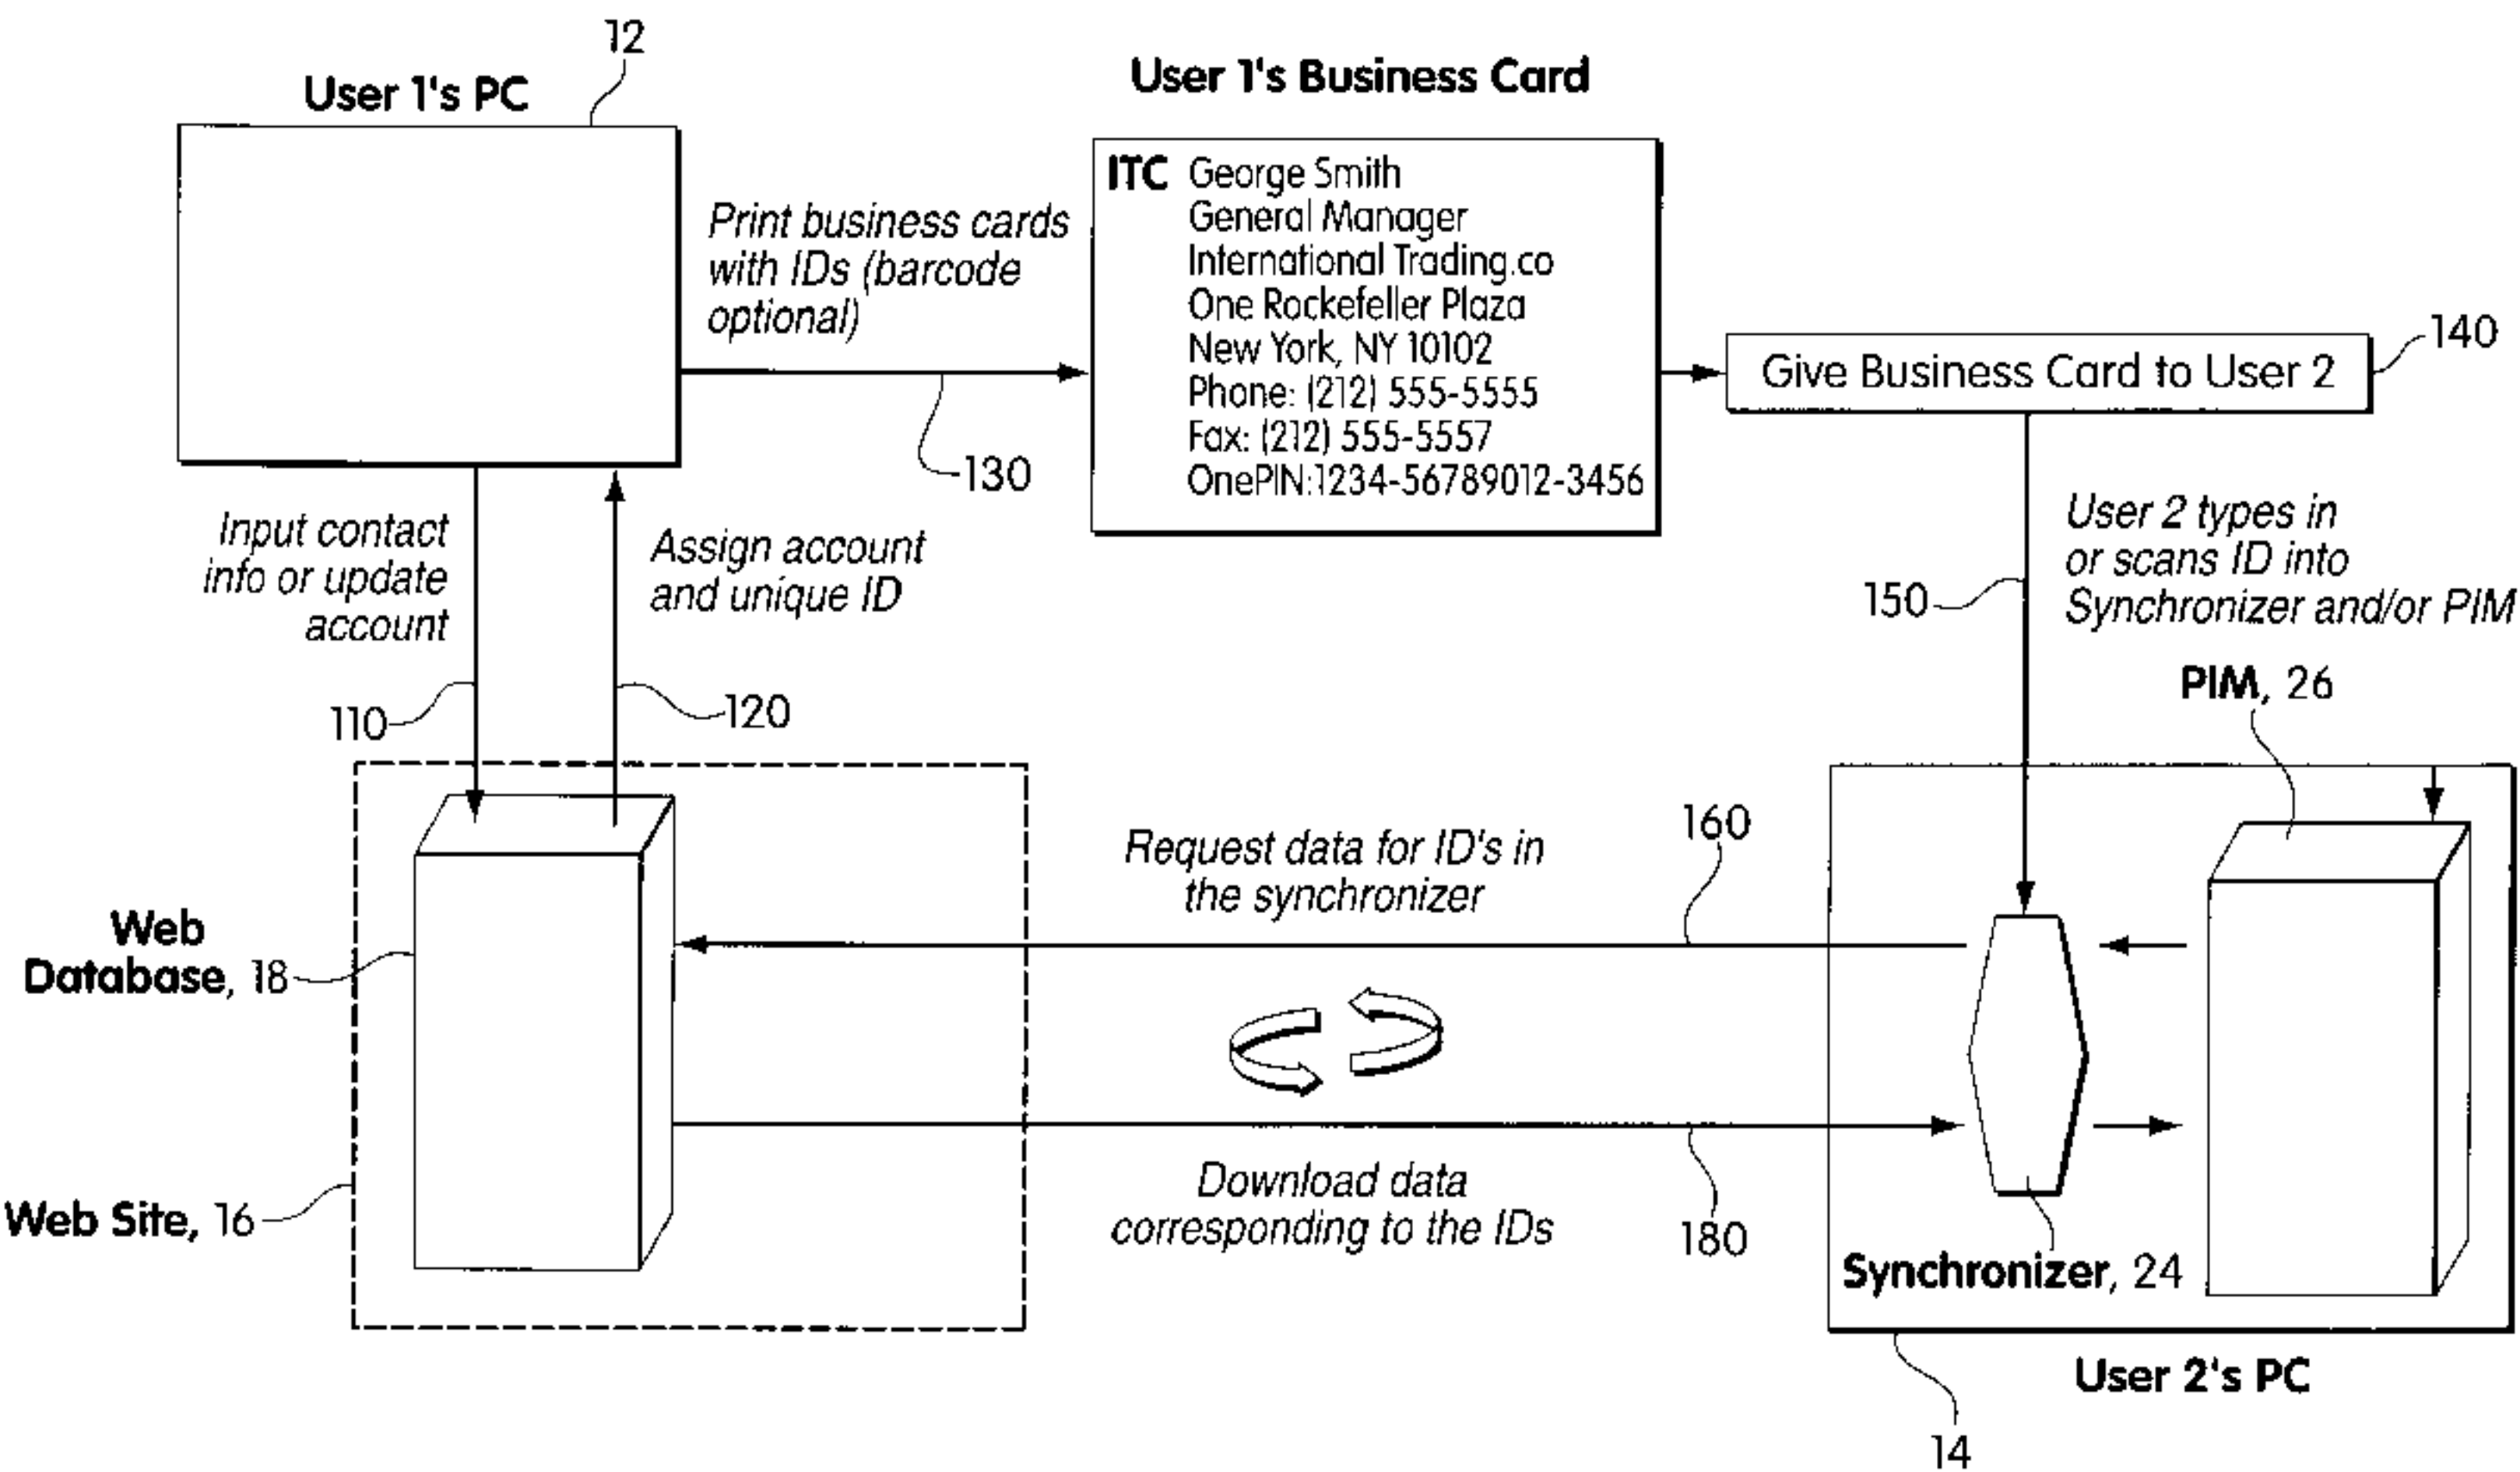 12
User 1's PC
User 1's Business Card
ITC George Smith
General Manager
International Trading.co
One Rockefeller Plaza
New York, NY 10102
Phone: (212) 555-5555
Fax: (212) 555-5557
OnePIN:1234-56789012-3456
Print business cards
with IDs (barcode
optional)
130
Give Business Card to User 2
140
Input contact
info or update
account
Assign account
and unique ID
110
120
150
User 2 types in
or scans ID into
Synchronizer and/or PIM
PIM, 26
160
Request data for ID's in
the synchronizer
Web
Database, 18
Web Site, 16
Download data
corresponding to the IDs
180
Synchronizer, 24
User 2's PC
14